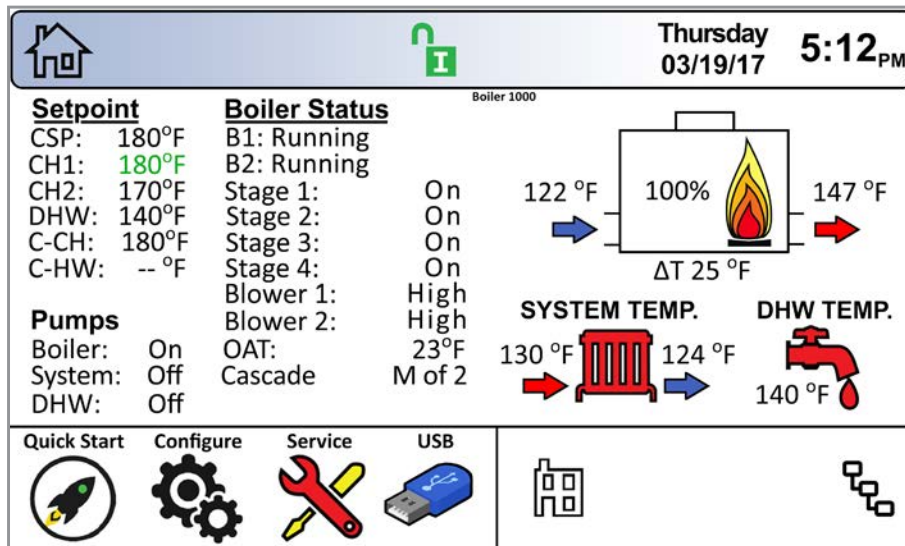 Thursday
03/19/17
5:12 PM
Boiler 1000
Setpoint
CSP: 180°F
CH1: 180°F
CH2: 170°F
DHW: 140°F
C-CH: 180°F
C-HW: -- °F
Pumps
Boiler: On
System: Off
DHW: Off
Boiler Status
B1: Running
B2: Running
Stage 1: On
Stage 2: On
Stage 3: On
Stage 4: On
Blower 1: High
Blower 2: High
OAT: 23°F
Cascade M of 2
122 °F
100%
147 °F
ΔT 25 °F
SYSTEM TEMP.
130 °F
124 °F
DHW TEMP.
140 °F
Quick Start
Configure
Service
USB